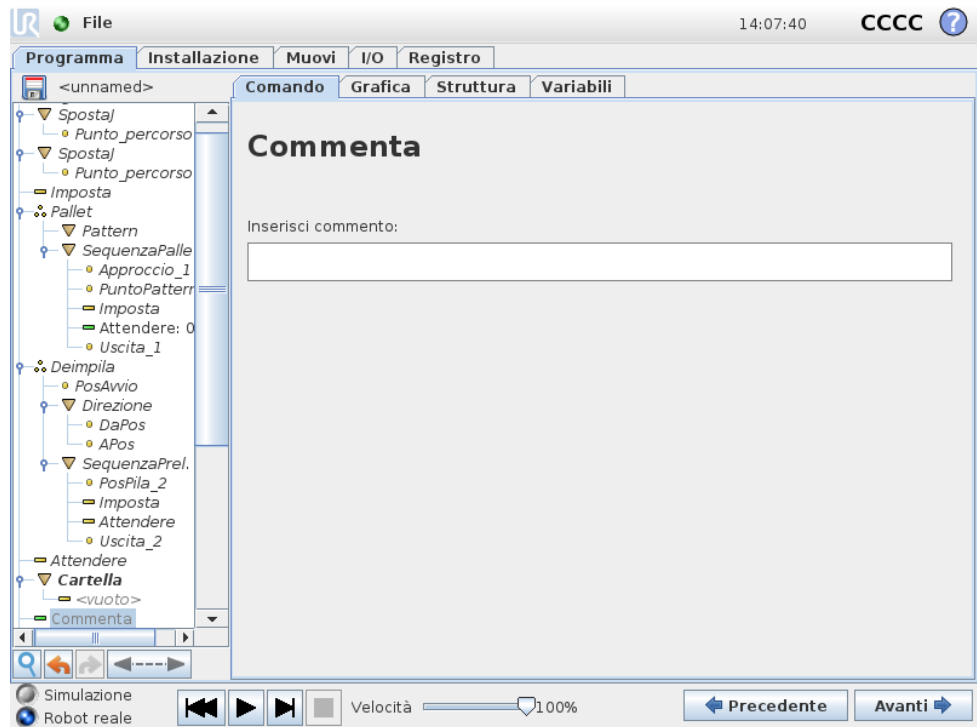 UR File 14:07:40 CCCC ?
Programma Installazione Muovi I/O Registro
<unnamed>
Comando Grafica Struttura Variabili
SpostaJ
Punto_percorso
SpostaJ
Punto_percorso
Imposta
Pallet
Pattern
SequenzaPalle
Approccio_1
PuntoPattern
Imposta
Attendere: 0
Uscita_1
Deimpila
PosAvvio
Direzione
DaPos
APos
SequenzaPrel.
PosPila_2
Imposta
Attendere
Uscita_2
Attendere
Cartella
<vuoto>
Commenta
Commenta
Inserisci commento:
Simulazione
Robot reale
Velocità 100%
Precedente Avanti